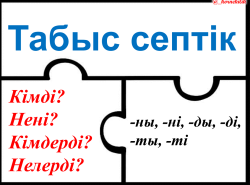 Табыс септік
Кімді?
Нені?
Кімдерді?
Нелерді?
-ны, -ні, -ды, -ді,
-ты, -ті